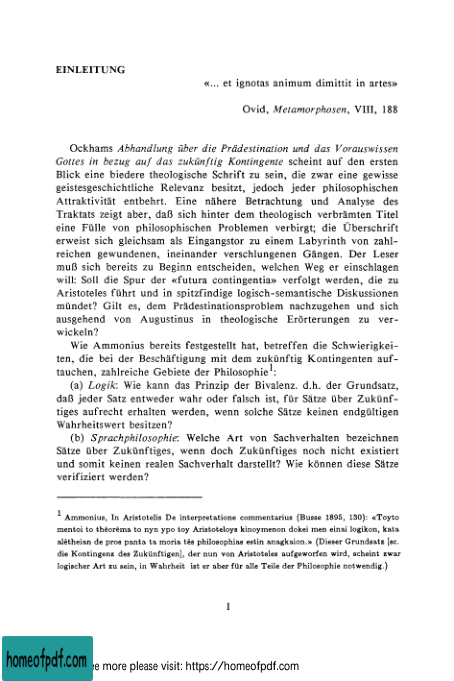 EINLEITUNG
«... et ignotas animum dimittit in artes»
Ovid, Metamorphosen, VIII, 188
Ockhams Abhandlung über die Prädestination und das Vorauswissen
Gottes in bezug auf das zukünftig Kontingente scheint auf den ersten
Blick eine biedere theologische Schrift zu sein, die zwar eine gewisse
geistesgeschichtliche Relevanz besitzt, jedoch jeder philosophischen
Attraktivität entbehrt. Eine nähere Betrachtung und Analyse des
Traktats zeigt aber, daß sich hinter dem theologisch verbrämten Titel
eine Fülle von philosophischen Problemen verbirgt; die Überschrift
erweist sich gleichsam als Eingangstor zu einem Labyrinth von zahl-
reichen gewundenen, ineinander verschlungenen Gängen. Der Leser
muß sich bereits zu Beginn entscheiden, welchen Weg er einschlagen
will: Soll die Spur der «futura contingentia» verfolgt werden, die zu
Aristoteles führt und in spitzfindige logisch-semantische Diskussionen
mündet? Gilt es, dem Prädestinationsproblem nachzugehen und sich
ausgehend von Augustinus in theologische Erörterungen zu ver-
wickeln?
Wie Ammonius bereits festgestellt hat, betreffen die Schwierigkei-
ten, die bei der Beschäftigung mit dem zukünftig Kontingenten auf-
tauchen, zahlreiche Gebiete der Philosophie1:
(a) Logik: Wie kann das Prinzip der Bivalenz. d.h. der Grundsatz,
daß jeder Satz entweder wahr oder falsch ist, für Sätze über Zukünf-
tiges aufrecht erhalten werden, wenn solche Sätze keinen endgültigen
Wahrheitswert besitzen?
(b) Sprachphilosophie: Welche Art von Sachverhalten bezeichnen
Sätze über Zukünftiges, wenn doch Zukünftiges noch nicht existiert
und somit keinen realen Sachverhalt darstellt? Wie können diese Sätze
verifiziert werden?
1 Ammonius, In Aristotelis De interpretatione commentarius (Busse 1895, 130): «Toyto
mentoi to théorêma to nyn ypo toy Aristoteloys kinoymenon dokei men einai logikon, kata
alêtheian de pros panta ta moria tês philosophias estin anagkaion.» (Dieser Grundsatz [sc.
die Kontingenz des Zukünftigen], der nun von Aristoteles aufgeworfen wird, scheint zwar
logischer Art zu sein, in Wahrheit ist er aber für alle Teile der Philosophie notwendig.)
I
homeofpdf.com
ee more please visit: https://homeofpdf.com